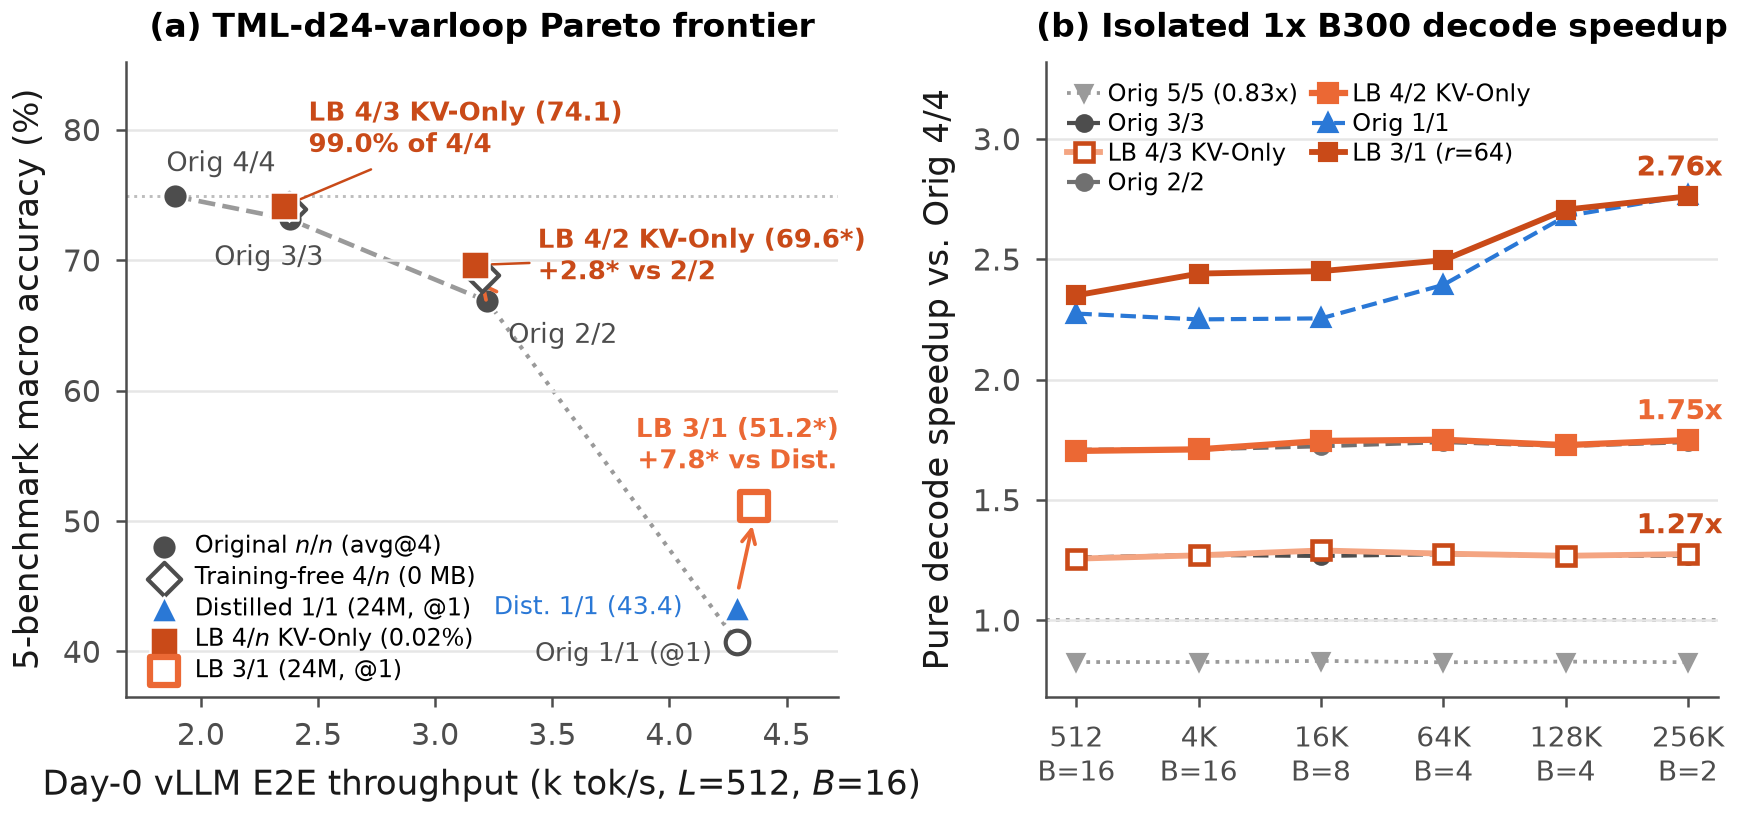 (a) TML-d24-varloop Pareto frontier
5-benchmark macro accuracy (%)
80
70
60
50
40
LB 4/3 KV-Only (74.1)
99.0% of 4/4
Orig 4/4
Orig 3/3
LB 4/2 KV-Only (69.6*)
+2.8* vs 2/2
Orig 2/2
LB 3/1 (51.2*)
+7.8* vs Dist.
Dist. 1/1 (43.4)
Orig 1/1 (@1)
Original n/n (avg@4)
Training-free 4/n (0 MB)
Distilled 1/1 (24M, @1)
LB 4/n KV-Only (0.02%)
LB 3/1 (24M, @1)
2.0 2.5 3.0 3.5 4.0 4.5
Day-0 vLLM E2E throughput (k tok/s, L=512, B=16)
(b) Isolated 1x B300 decode speedup
Pure decode speedup vs. Orig 4/4
3.0
2.5
2.0
1.5
1.0
Orig 5/5 (0.83x)
Orig 3/3
LB 4/3 KV-Only
Orig 2/2
LB 4/2 KV-Only
Orig 1/1
LB 3/1 (r=64)
2.76x
1.75x
1.27x
512 4K 16K 64K 128K 256K
B=16 B=16 B=8 B=4 B=4 B=2